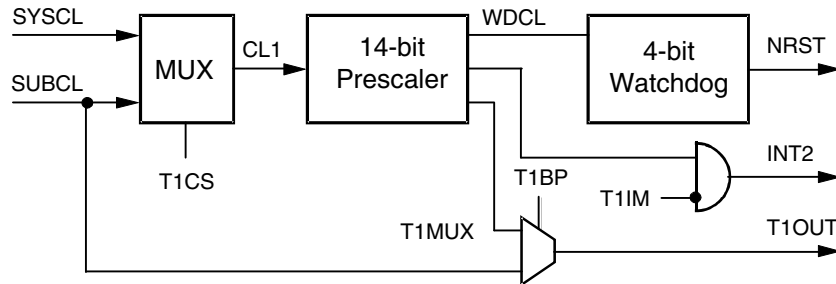 SYSCL
SUBCL
MUX
T1CS
CL1
14-bit
Prescaler
WDCL
4-bit
Watchdog
NRST
INT2
T1IM
T1BP
T1MUX
T1OUT